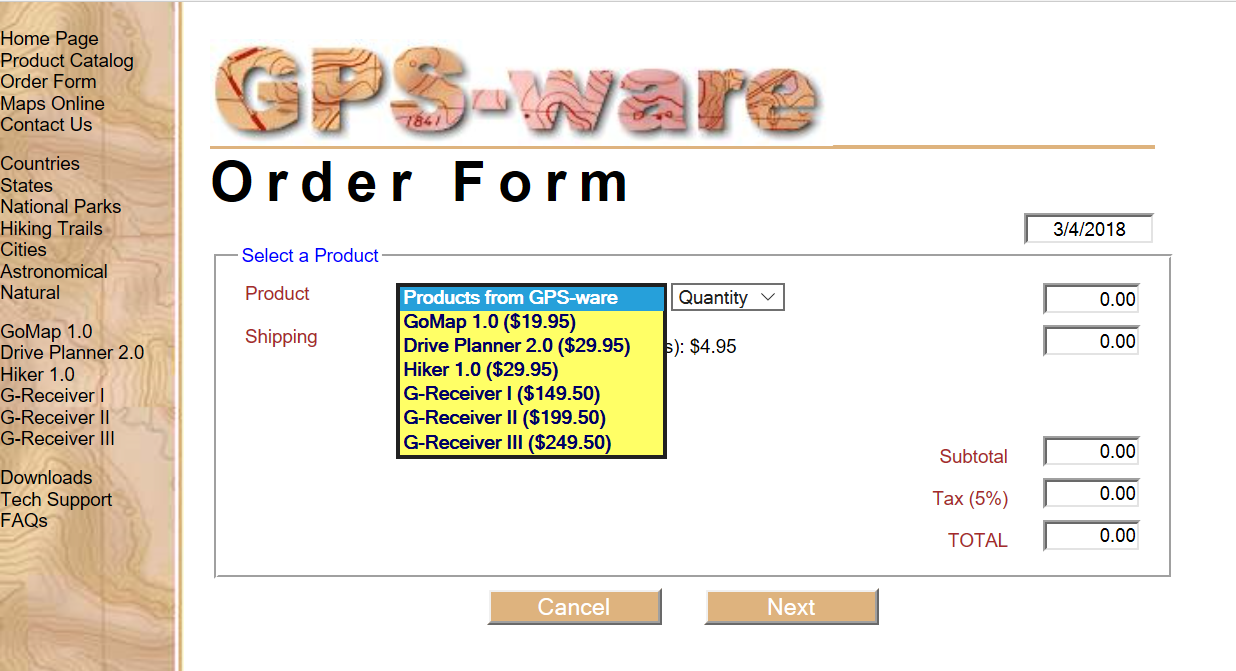 Home Page
Product Catalog
Order Form
Maps Online
Contact Us
Countries
States
National Parks
Hiking Trails
Cities
Astronomical
Natural
GoMap 1.0
Drive Planner 2.0
Hiker 1.0
G-Receiver I
G-Receiver II
G-Receiver III
Downloads
Tech Support
FAQs
GPS-ware
1841
Order Form
3/4/2018
Select a Product
Product
Products from GPS-ware
Quantity
0.00
GoMap 1.0 ($19.95)
Drive Planner 2.0 ($29.95)
Hiker 1.0 ($29.95)
G-Receiver I ($149.50)
G-Receiver II ($199.50)
G-Receiver III ($249.50)
Shipping
s): $4.95
0.00
Subtotal
0.00
Tax (5%)
0.00
TOTAL
0.00
Cancel
Next